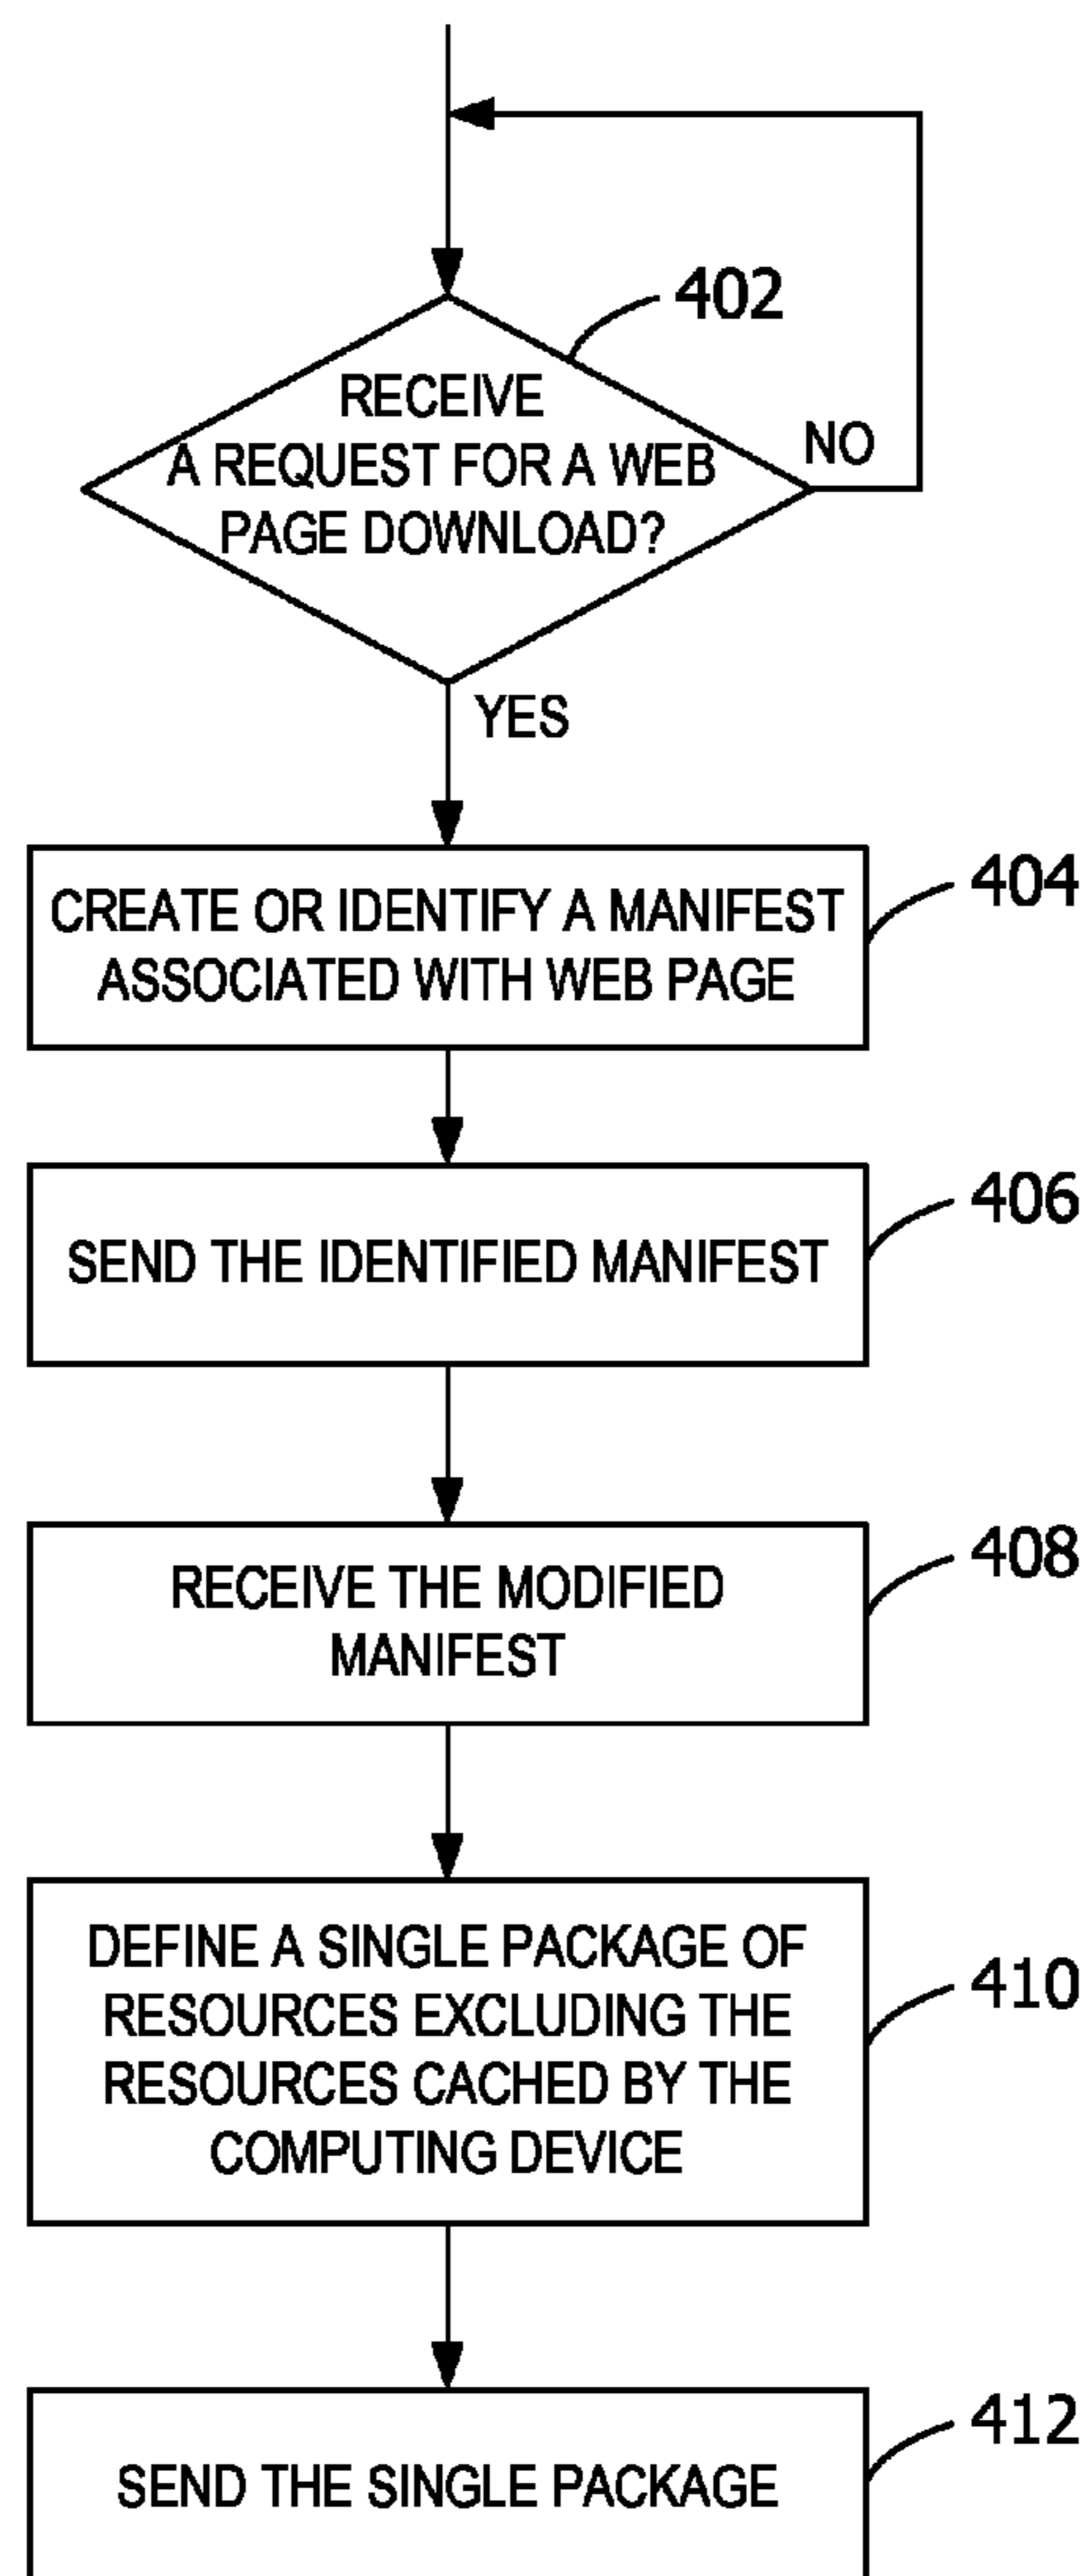 402
RECEIVE
A REQUEST FOR A WEB
PAGE DOWNLOAD?
NO
YES
404
CREATE OR IDENTIFY A MANIFEST
ASSOCIATED WITH WEB PAGE
406
SEND THE IDENTIFIED MANIFEST
408
RECEIVE THE MODIFIED
MANIFEST
410
DEFINE A SINGLE PACKAGE OF
RESOURCES EXCLUDING THE
RESOURCES CACHED BY THE
COMPUTING DEVICE
412
SEND THE SINGLE PACKAGE